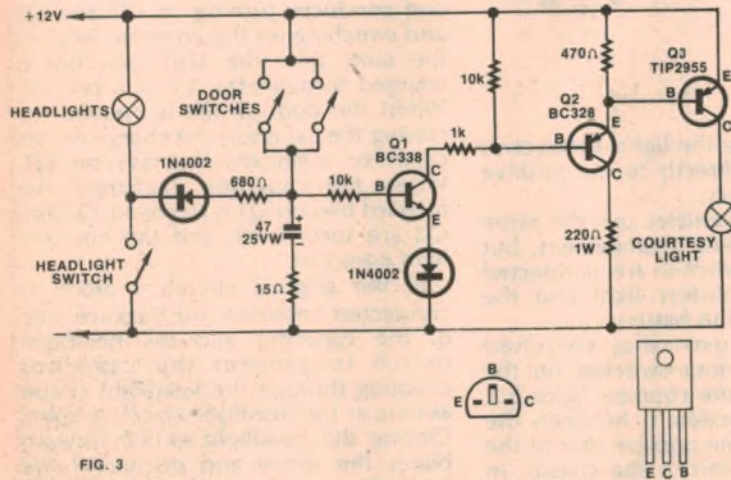 +12V
HEADLIGHTS
DOOR
SWITCHES
10k
470Ω
Q3
TIP2955
E
B
C
Q2
BC328
B
E
C
Q1
BC338
1k
C
B
E
1N4002
680Ω
10k
47
25VW
15Ω
1N4002
HEADLIGHT
SWITCH
220Ω
1W
COURTESY
LIGHT
−
B
E
C
E C B
FIG. 3